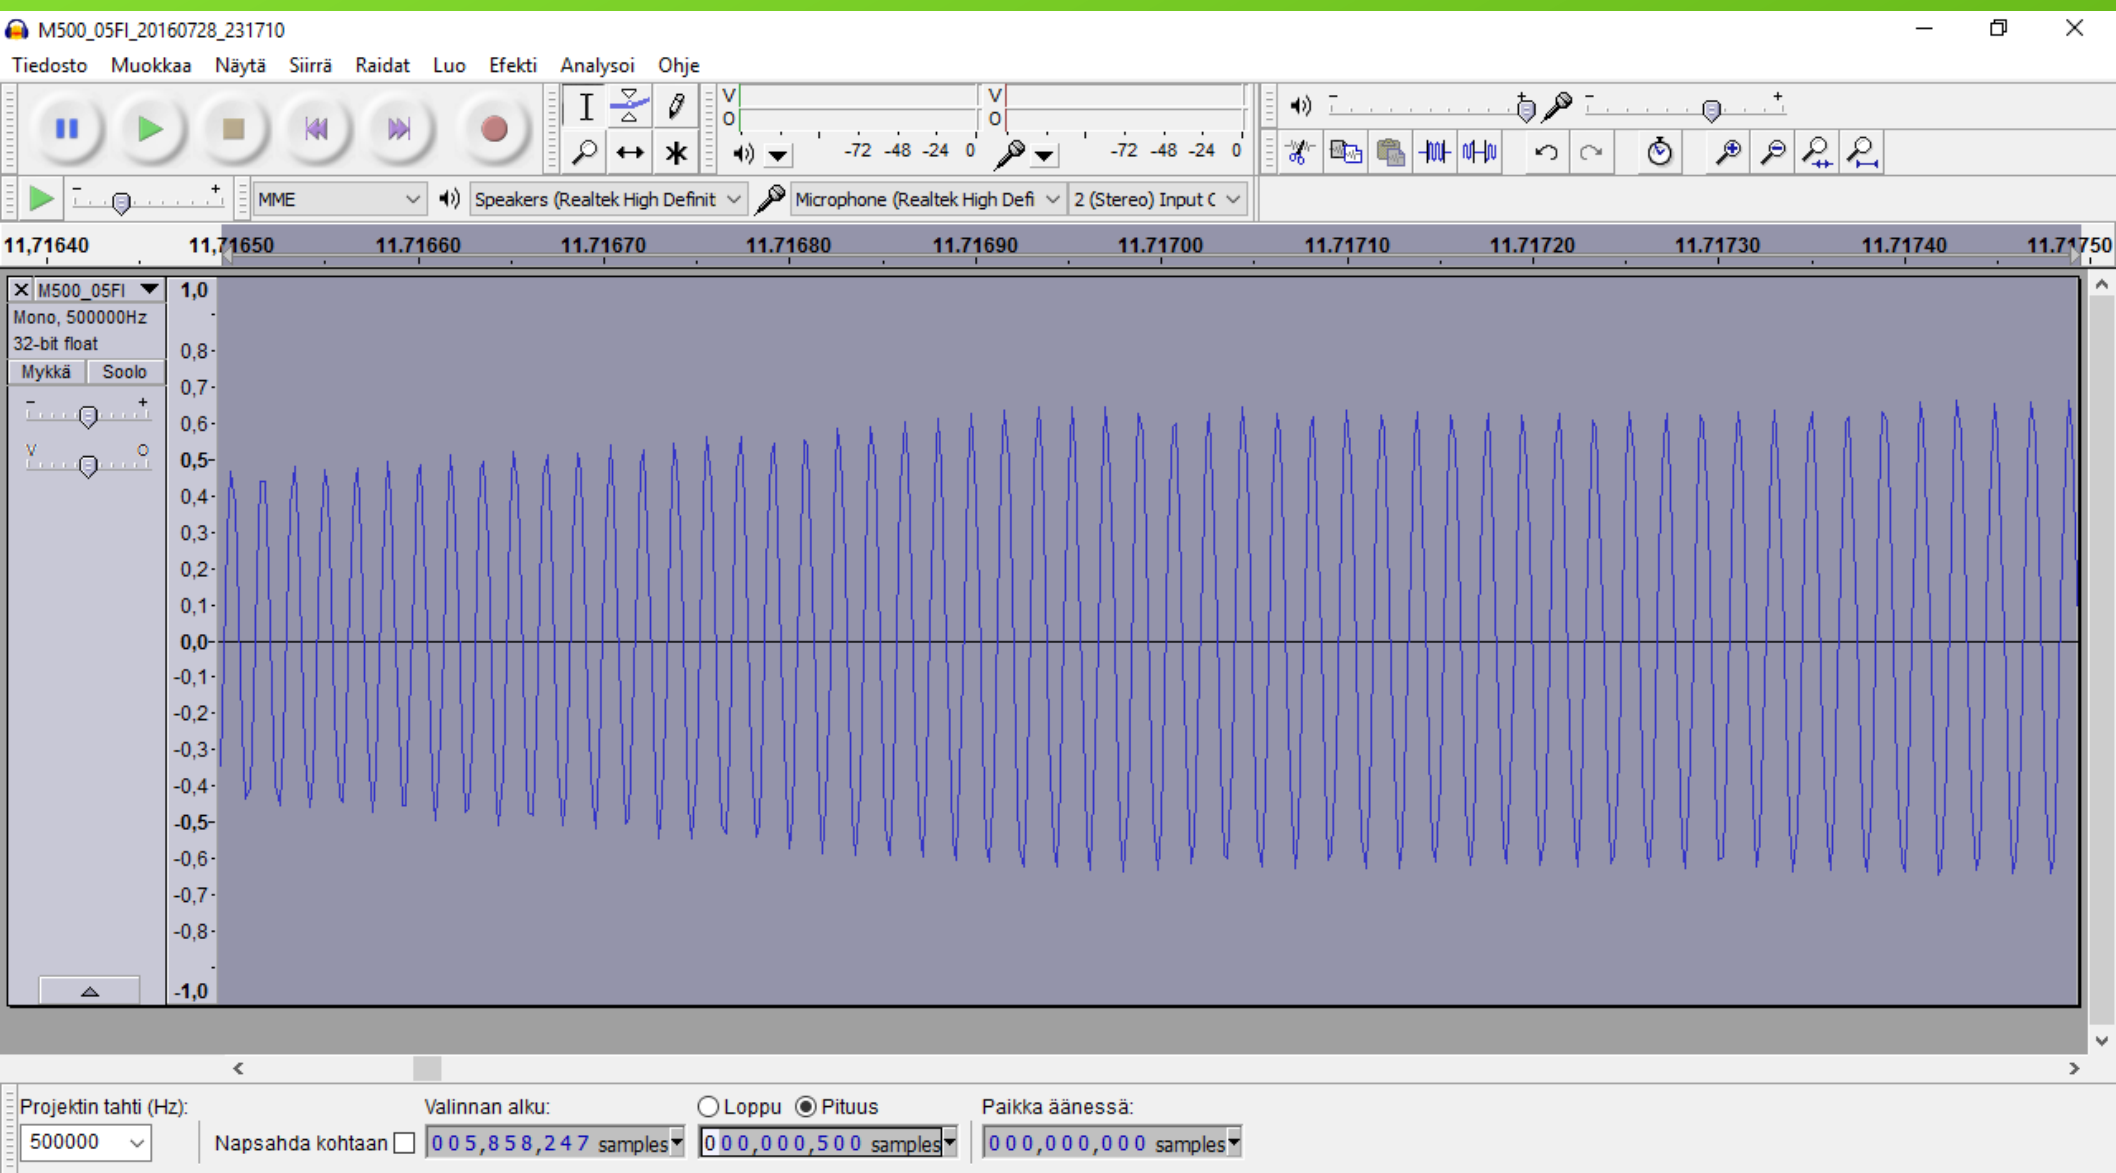 M500_05FI_20160728_231710
Tiedosto Muokkaa Näytä Siirrä Raidat Luo Efekti Analysoi Ohje
V V
O O
-72 -48 -24 0 -72 -48 -24 0
MME Speakers (Realtek High Definit Microphone (Realtek High Defi 2 (Stereo) Input C
11,71640 11,71650 11.71660 11.71670 11.71680 11.71690 11.71700 11.71710 11.71720 11.71730 11.71740 11.71750
M500_05FI
Mono, 500000Hz
32-bit float
Mykkä Soolo
- +
V O
1,0
0,8
0,7
0,6
0,5
0,4
0,3
0,2
0,1
0,0
-0,1
-0,2
-0,3
-0,4
-0,5
-0,6
-0,7
-0,8
-1,0
Projektin tahti (Hz): Valinnan alku: Loppu Pituus Paikka äänessä:
500000 Napsahda kohtaan 005,858,247 samples 000,000,500 samples 000,000,000 samples